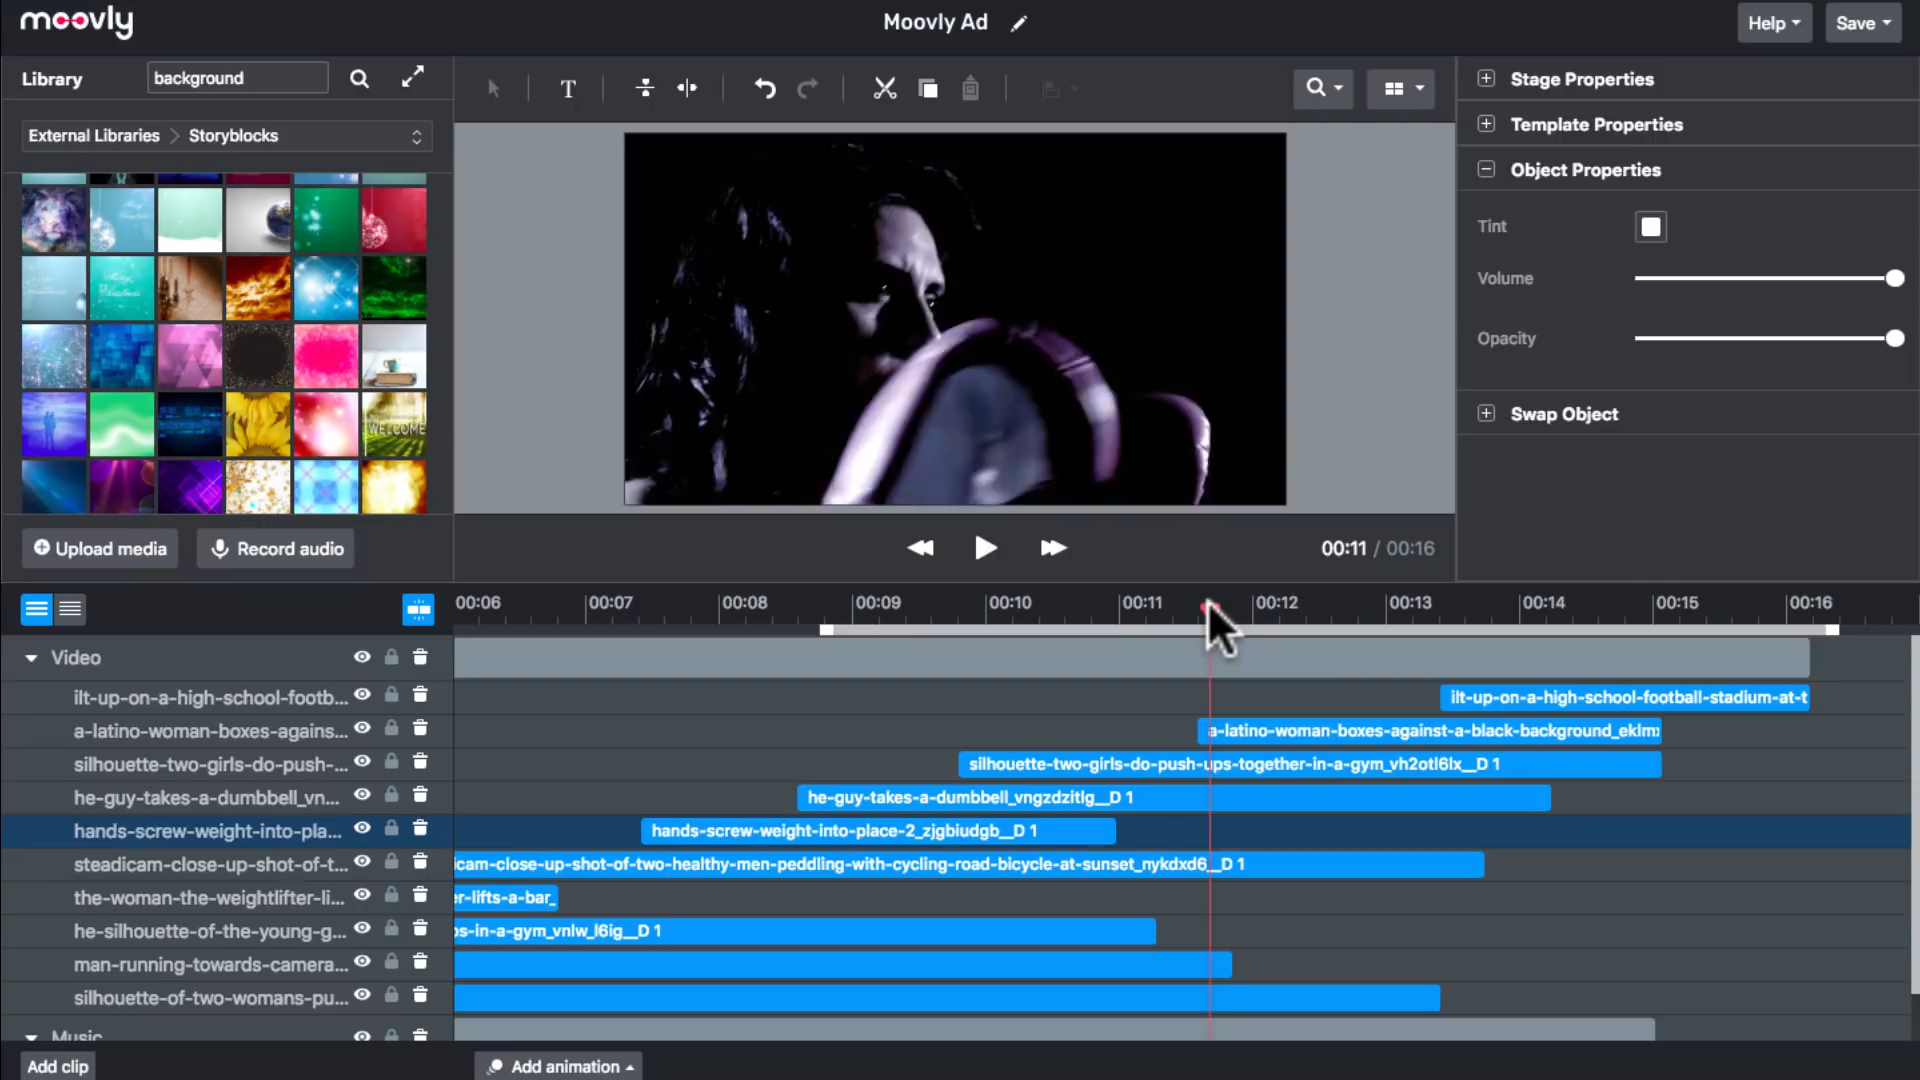 moovly
Moovly Ad
Help
Save
Library
background
External Libraries
Storyblocks
Merry Christmas
WELCOME
Upload media
Record audio
T
00:11 / 00:16
Stage Properties
Template Properties
Object Properties
Tint
Volume
Opacity
Swap Object
00:06
00:07
00:08
00:09
00:10
00:11
00:12
00:13
00:14
00:15
00:16
Video
ilt-up-on-a-high-school-footb...
ilt-up-on-a-high-school-football-stadium-at-t
a-latino-woman-boxes-agains...
a-latino-woman-boxes-against-a-black-background_eklm
silhouette-two-girls-do-push-...
silhouette-two-girls-do-push-ups-together-in-a-gym_vh2otl6lx__D 1
he-guy-takes-a-dumbbell_vn...
he-guy-takes-a-dumbbell_vngzdzitlg__D 1
hands-screw-weight-into-pla...
hands-screw-weight-into-place-2_zjgbiudgb__D 1
steadicam-close-up-shot-of-t...
icam-close-up-shot-of-two-healthy-men-peddling-with-cycling-road-bicycle-at-sunset_nykdxd6__D 1
the-woman-the-weightlifter-li...
er-lifts-a-bar_
he-silhouette-of-the-young-g...
os-in-a-gym_vnlw_l6ig__D 1
man-running-towards-camera...
silhouette-of-two-womans-pu...
Music
Add clip
Add animation